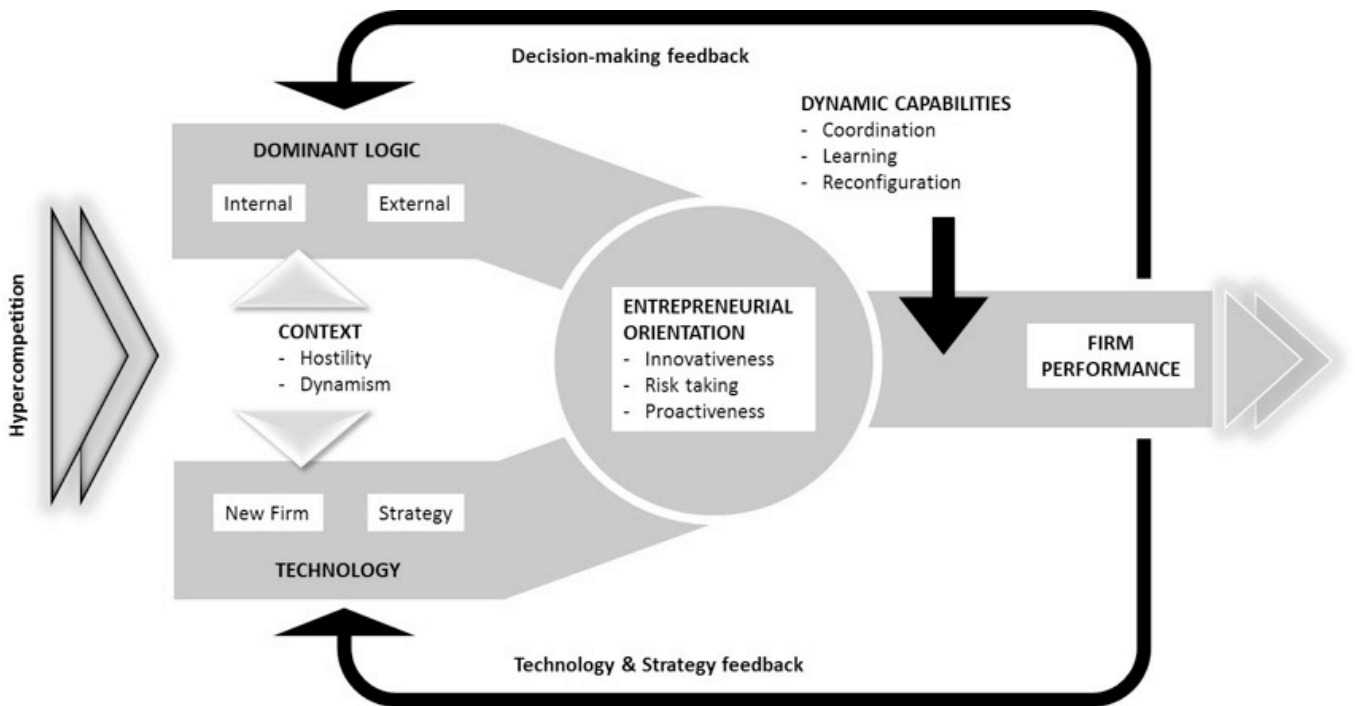 Decision-making feedback
DYNAMIC CAPABILITIES
- Coordination
- Learning
- Reconfiguration
DOMINANT LOGIC
Internal
External
Hypercompetition
CONTEXT
- Hostility
- Dynamism
ENTREPRENEURIAL
ORIENTATION
- Innovativeness
- Risk taking
- Proactiveness
FIRM
PERFORMANCE
New Firm
Strategy
TECHNOLOGY
Technology & Strategy feedback